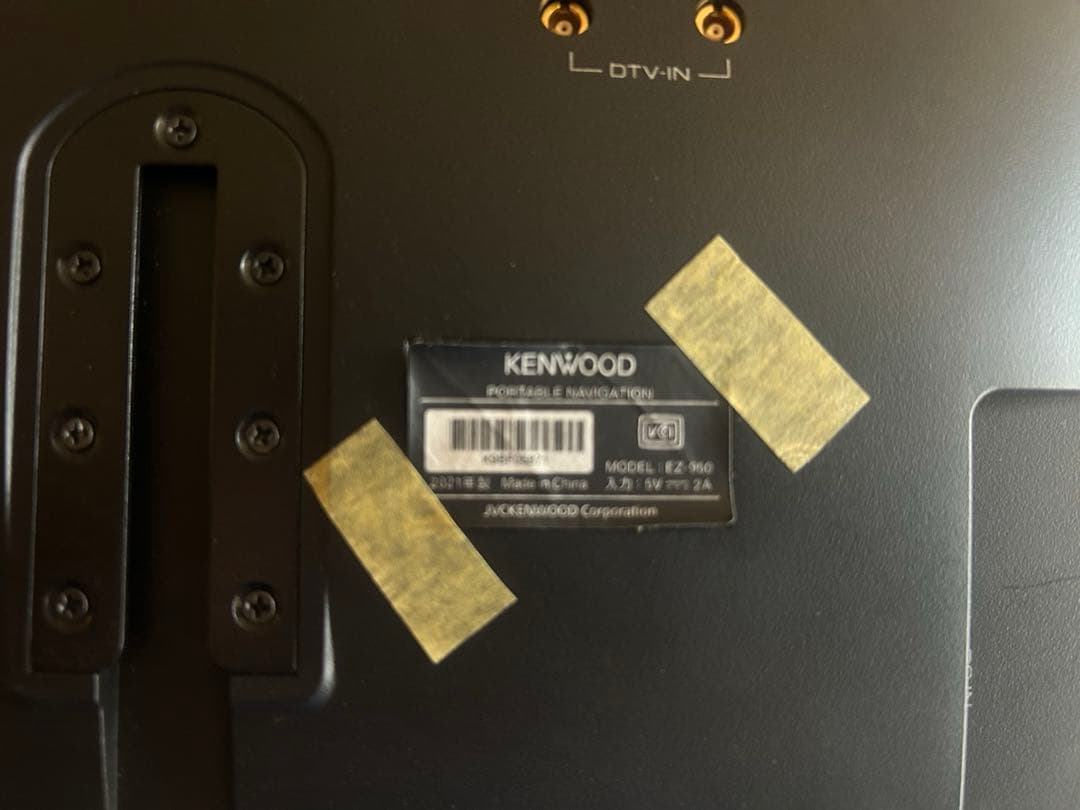 DTV-IN
KENWOOD
PORTABLE NAVIGATION
MODEL : EZ-950
2021年製 Made in China 入力 : 5V 2A
JVCKENWOOD Corporation